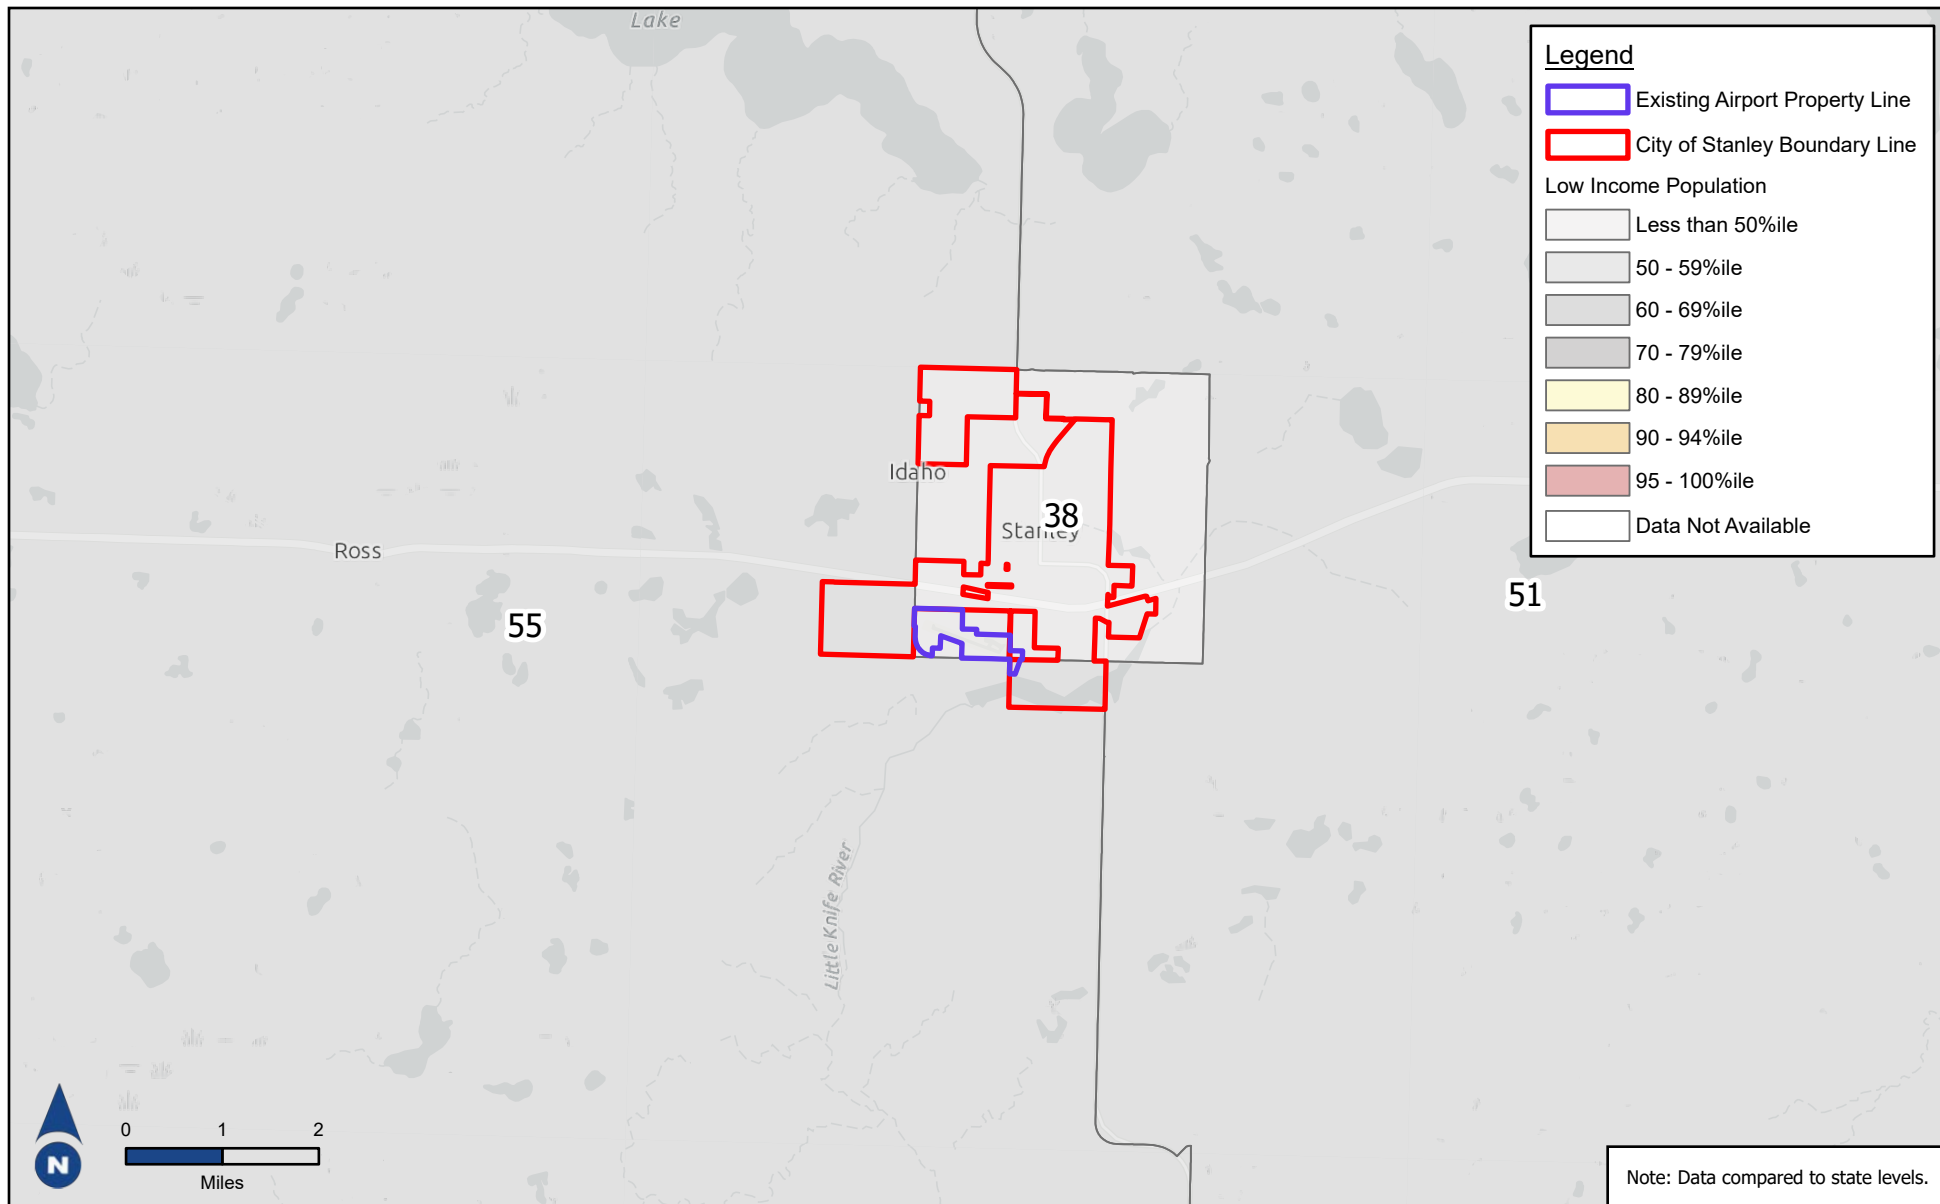 Lake
Legend
Existing Airport Property Line
City of Stanley Boundary Line
Low Income Population
Less than 50%ile
50 - 59%ile
60 - 69%ile
70 - 79%ile
80 - 89%ile
90 - 94%ile
95 - 100%ile
Data Not Available
Idaho
38
Stanley
Ross
55
51
Little Knife River
N
0 1 2
Miles
Note: Data compared to state levels.